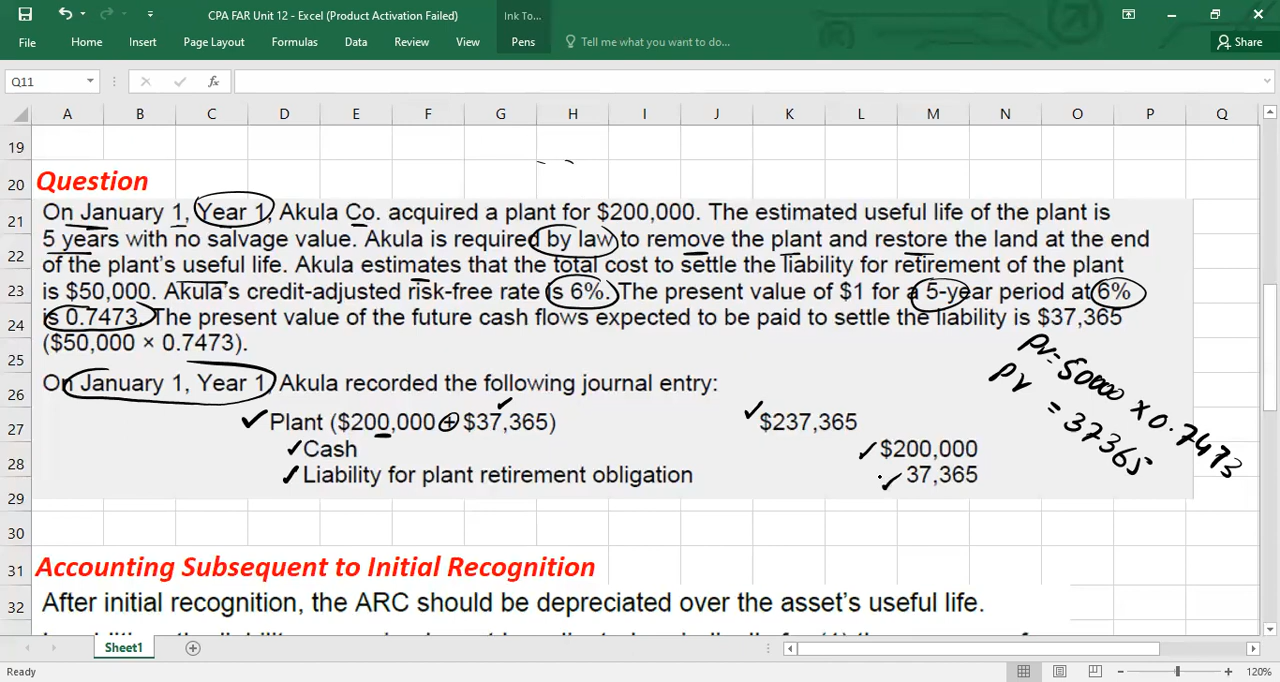 CPA FAR Unit 12 - Excel (Product Activation Failed)
Ink To...
File Home Insert Page Layout Formulas Data Review View Pens Tell me what you want to do... Share
Q11 fx
A B C D E F G H I J K L M N O P Q
19
20 Question
21 On January 1, Year 1, Akula Co. acquired a plant for $200,000. The estimated useful life of the plant is
22 5 years with no salvage value. Akula is required by law to remove the plant and restore the land at the end
of the plant's useful life. Akula estimates that the total cost to settle the liability for retirement of the plant
23 is $50,000. Akula's credit-adjusted risk-free rate is 6%. The present value of $1 for a 5-year period at 6%
24 is 0.7473. The present value of the future cash flows expected to be paid to settle the liability is $37,365
25 ($50,000 × 0.7473).
26 On January 1, Year 1, Akula recorded the following journal entry:
27 Plant ($200,000 + $37,365) $237,365
28 Cash $200,000
Liability for plant retirement obligation 37,365
PV = 50000 × 0.7473
PV = 37365
29
30
31 Accounting Subsequent to Initial Recognition
32 After initial recognition, the ARC should be depreciated over the asset's useful life.
Sheet1
Ready 120%